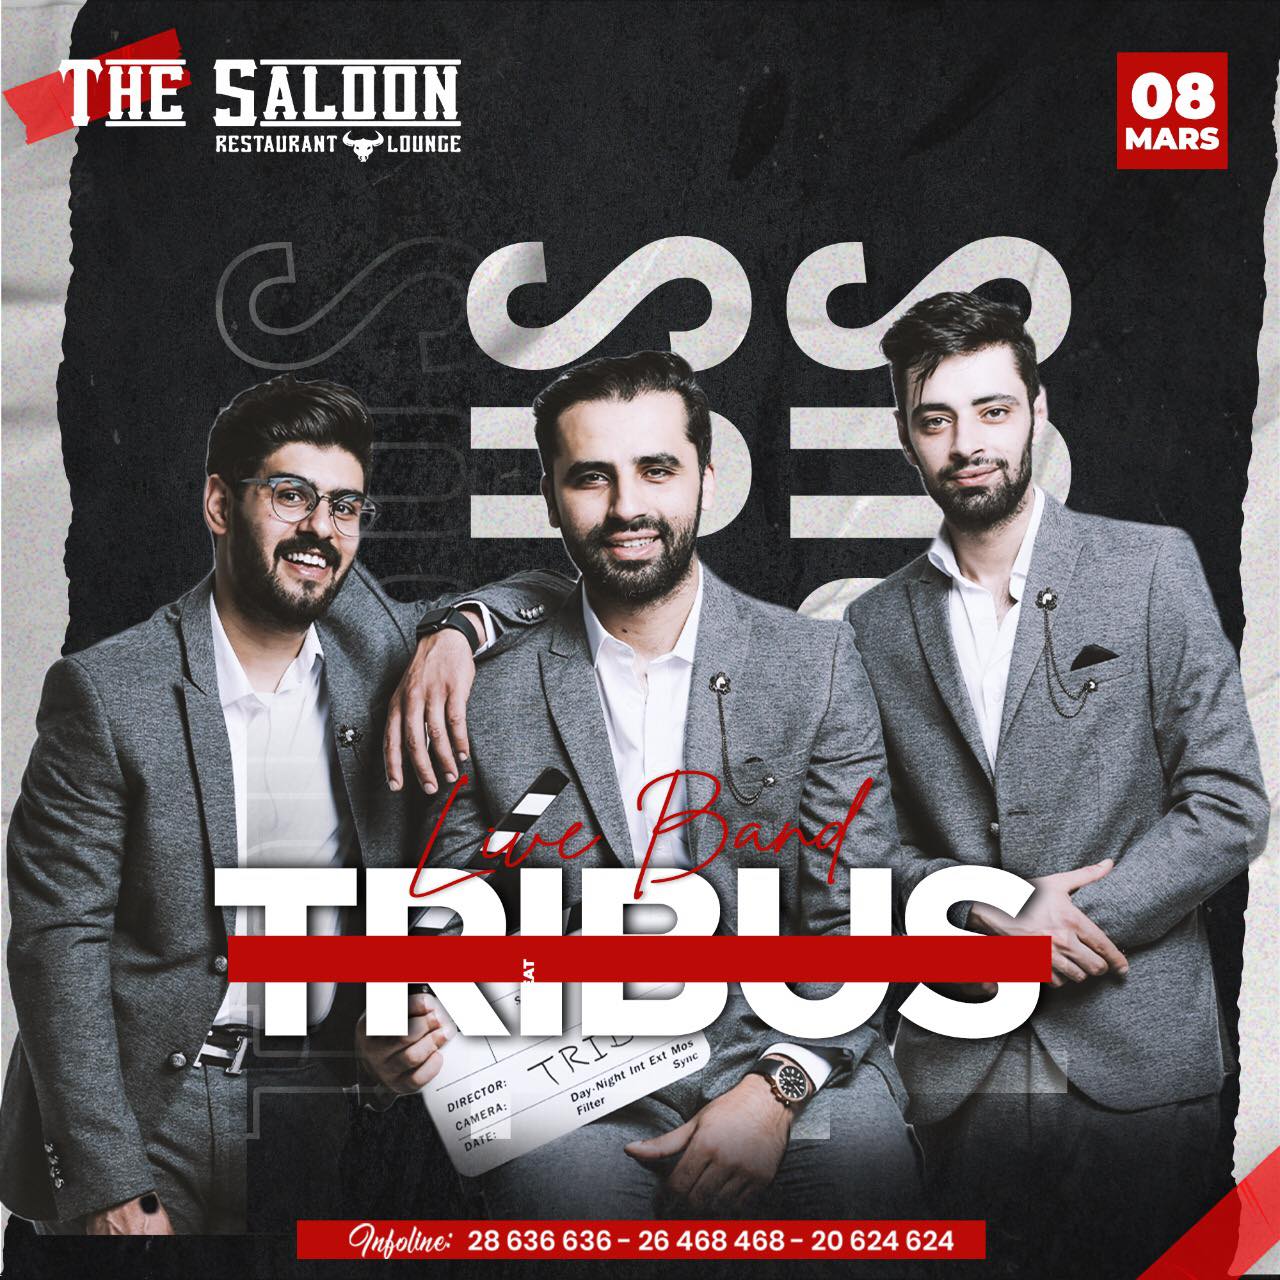 THE SALOON
RESTAURANT LOUNGE
08
MARS
Live Band
TRIBUS
DIRECTOR:
CAMERA:
DATE:
Day-Night Int Ext Mos
Filter
Sync
Infoline: 28 636 636 - 26 468 468 - 20 624 624